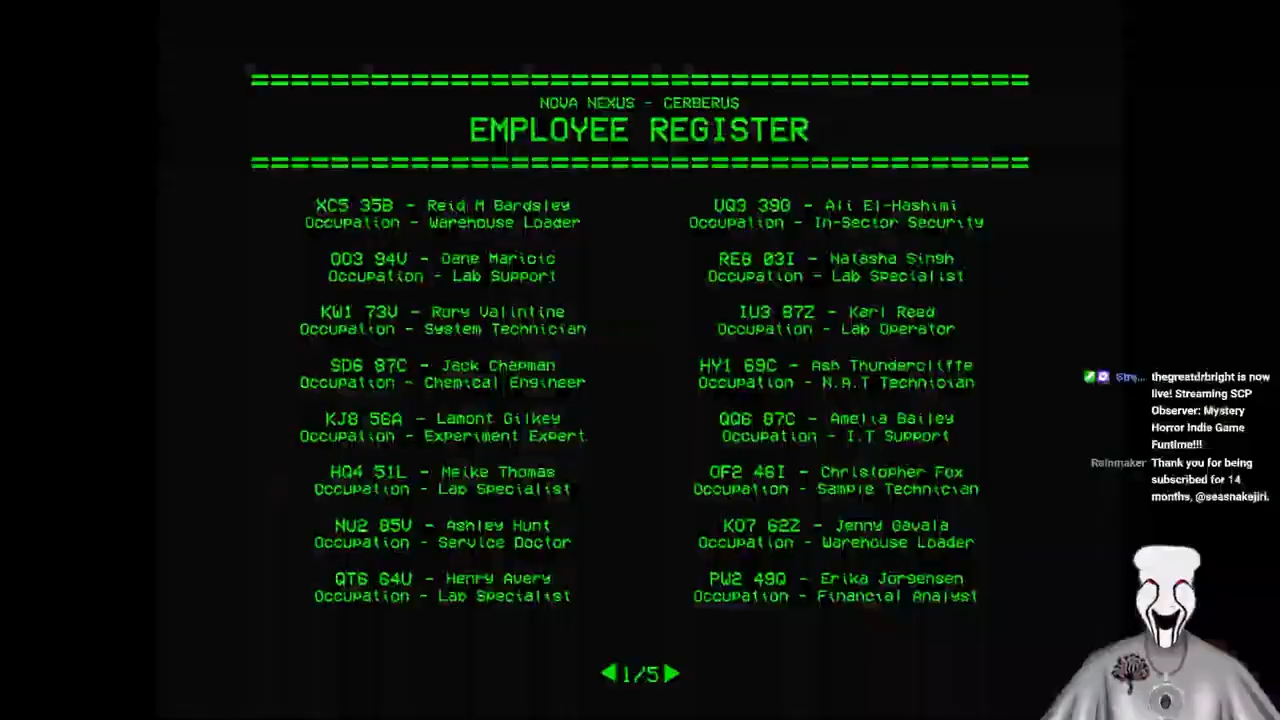 NOVA NEXUS - CERBERUS
EMPLOYEE REGISTER
XC5 35B - Reid M Bardsley
Occupation - Warehouse Loader
OD3 94V - Dane Maricic
Occupation - Lab Support
KW1 73V - Rory Valintine
Occupation - System Technician
SD6 87C - Jack Chapman
Occupation - Chemical Engineer
KJ8 56A - Lamont Gilkey
Occupation - Experiment Expert
HQ4 51L - Meike Thomas
Occupation - Lab Specialist
NU2 85V - Ashley Hunt
Occupation - Service Doctor
QT6 64V - Henry Avery
Occupation - Lab Specialist
UQ3 39Q - Ali El-Hashimi
Occupation - In-Sector Security
RE8 03I - Natasha Singh
Occupation - Lab Specialist
IU3 87Z - Karl Reed
Occupation - Lab Operator
HY1 69C - Ash Thundercliffe
Occupation - N.A.T Technician
QQ6 87C - Amelia Bailey
Occupation - I.T Support
OF2 46I - Christopher Fox
Occupation - Sample Technician
KO7 62Z - Jenny Gavala
Occupation - Warehouse Loader
PW2 49Q - Erika Jorgensen
Occupation - Financial Analyst
1/5
Stre... thegreatdrbright is now
live! Streaming SCP
Observer: Mystery
Horror Indie Game
Funtime!!!
Rainmaker Thank you for being
subscribed for 14
months, @seasnakejiri.